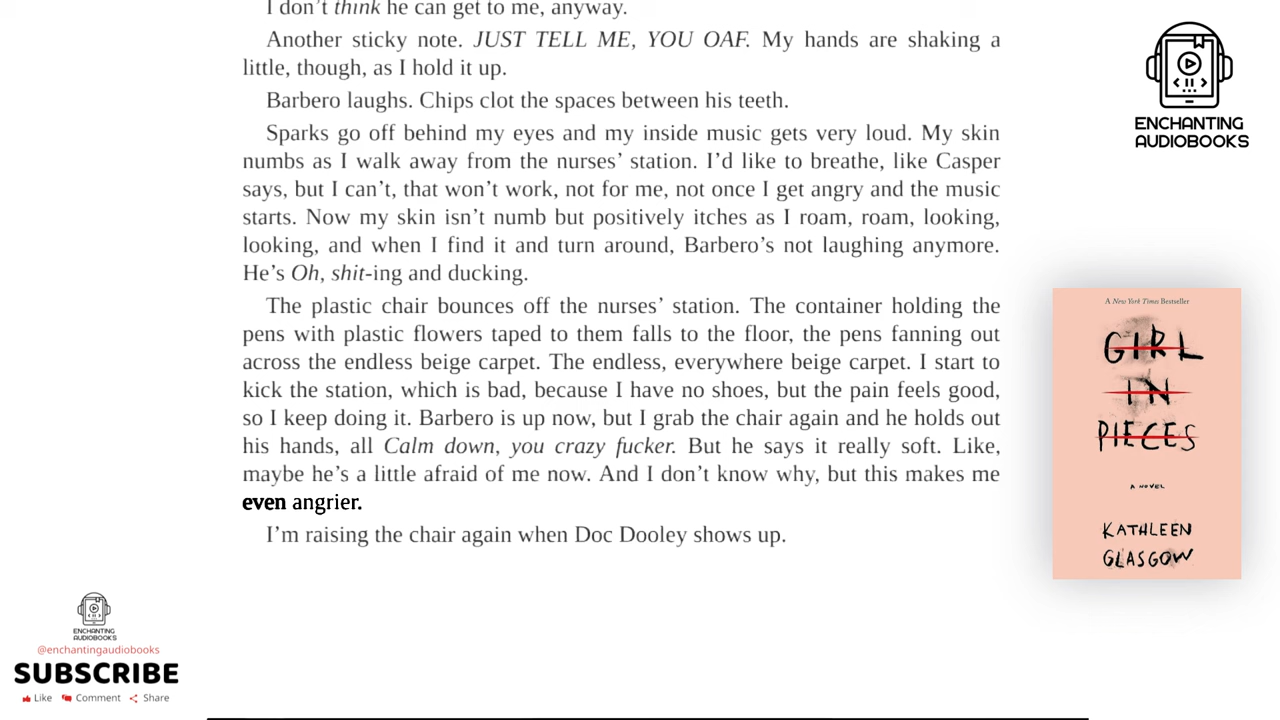 I don't think he can get to me, anyway.
Another sticky note. JUST TELL ME, YOU OAF. My hands are shaking a
little, though, as I hold it up.
Barbero laughs. Chips clot the spaces between his teeth.
Sparks go off behind my eyes and my inside music gets very loud. My skin
numbs as I walk away from the nurses' station. I'd like to breathe, like Casper
says, but I can't, that won't work, not for me, not once I get angry and the music
starts. Now my skin isn't numb but positively itches as I roam, roam, looking,
looking, and when I find it and turn around, Barbero's not laughing anymore.
He's Oh, shit-ing and ducking.
The plastic chair bounces off the nurses' station. The container holding the
pens with plastic flowers taped to them falls to the floor, the pens fanning out
across the endless beige carpet. The endless, everywhere beige carpet. I start to
kick the station, which is bad, because I have no shoes, but the pain feels good,
so I keep doing it. Barbero is up now, but I grab the chair again and he holds out
his hands, all Calm down, you crazy fucker. But he says it really soft. Like,
maybe he's a little afraid of me now. And I don't know why, but this makes me
even angrier.
I'm raising the chair again when Doc Dooley shows up.
ENCHANTING
AUDIOBOOKS
A New York Times Bestseller
GIRL
IN
PIECES
A NOVEL
KATHLEEN
GLASGOW
ENCHANTING
AUDIOBOOKS
@enchantingaudiobooks
SUBSCRIBE
Like Comment Share